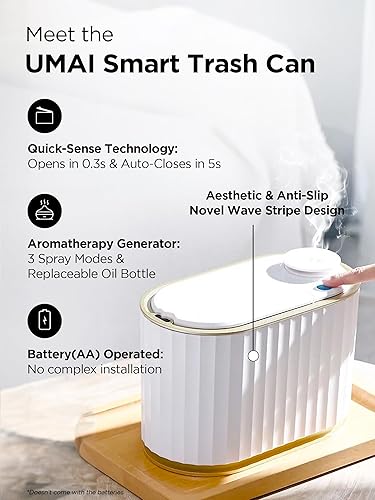 Meet the
UMAI Smart Trash Can
Quick-Sense Technology:
Opens in 0.3s & Auto-Closes in 5s
Aesthetic & Anti-Slip
Novel Wave Stripe Design
Aromatherapy Generator:
3 Spray Modes &
Replaceable Oil Bottle
Battery(AA) Operated:
No complex installation
*Doesn't come with the batteries